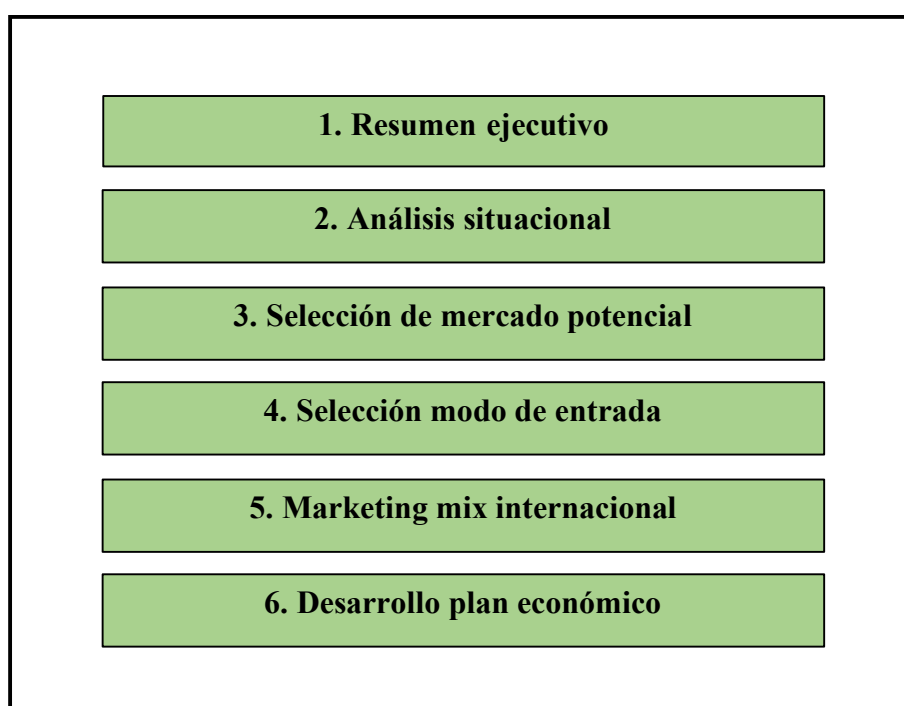 1. Resumen ejecutivo
2. Análisis situacional
3. Selección de mercado potencial
4. Selección modo de entrada
5. Marketing mix internacional
6. Desarrollo plan económico